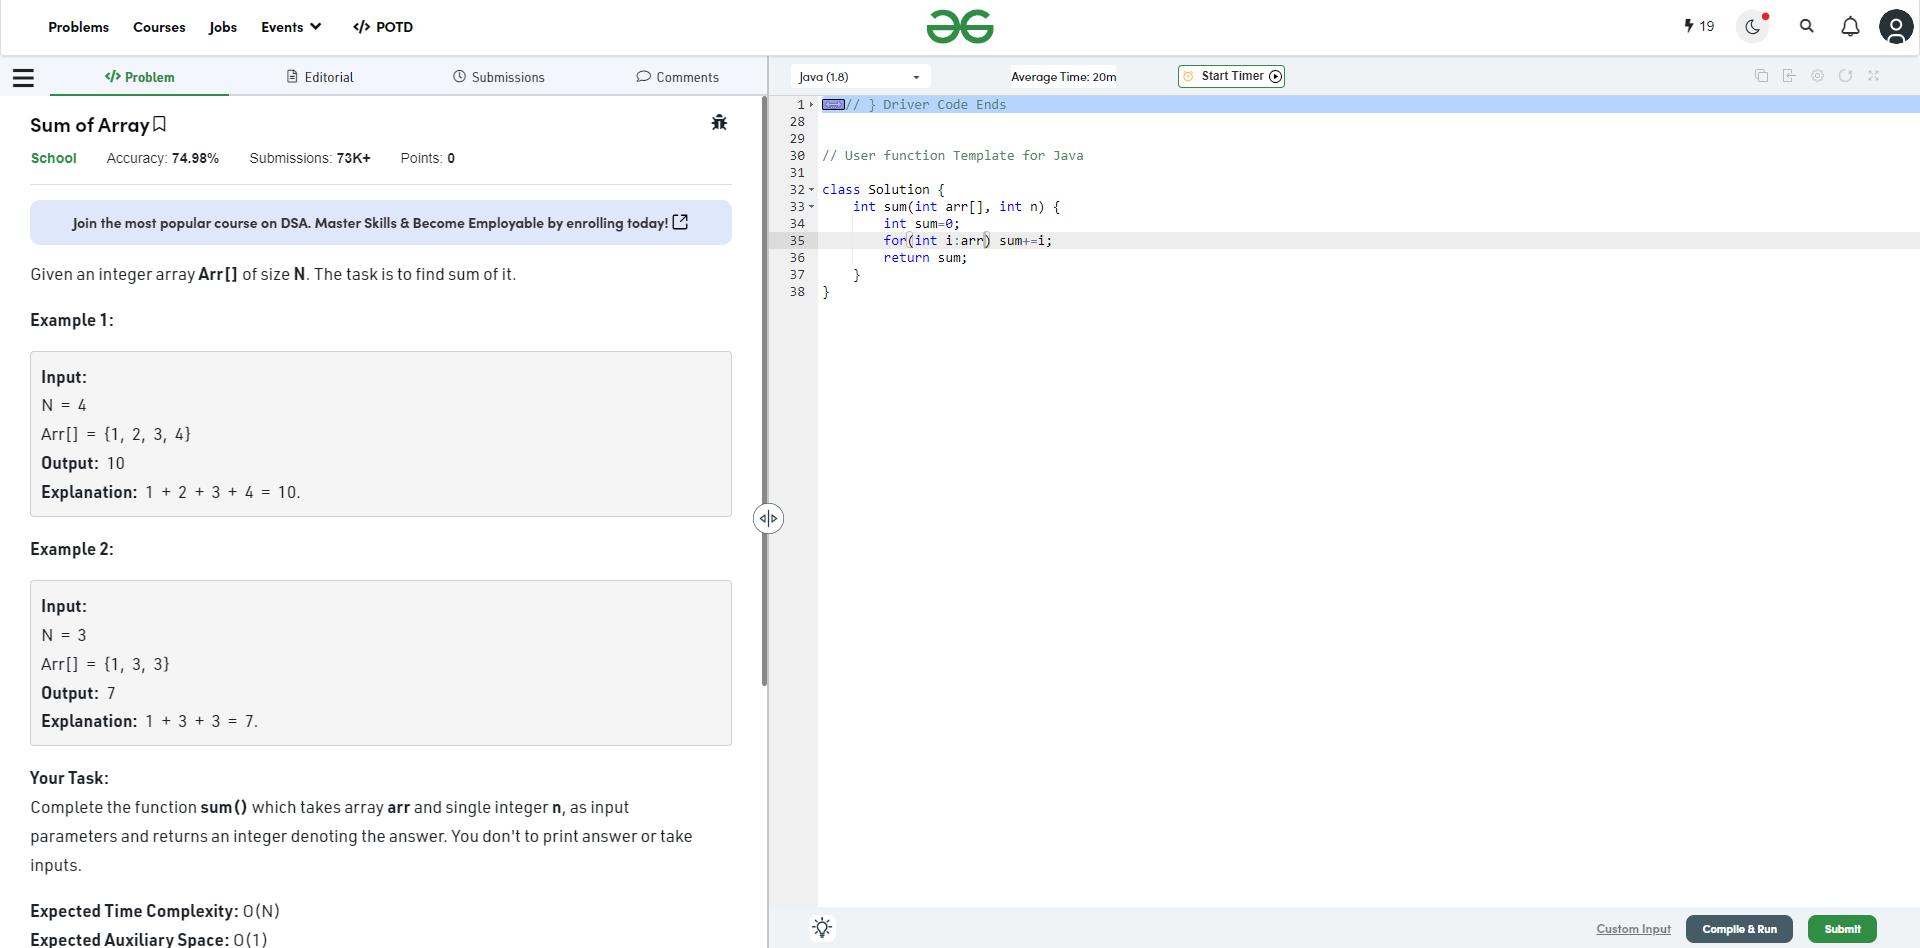 Problems Courses Jobs Events </> POTD
19
</> Problem Editorial Submissions Comments
Sum of Array
School Accuracy: 74.98% Submissions: 73K+ Points: 0
Join the most popular course on DSA. Master Skills & Become Employable by enrolling today!
Given an integer array Arr[] of size N. The task is to find sum of it.
Example 1:
Input:
N = 4
Arr[] = {1, 2, 3, 4}
Output: 10
Explanation: 1 + 2 + 3 + 4 = 10.
Example 2:
Input:
N = 3
Arr[] = {1, 3, 3}
Output: 7
Explanation: 1 + 3 + 3 = 7.
Your Task:
Complete the function sum() which takes array arr and single integer n, as input
parameters and returns an integer denoting the answer. You don't to print answer or take
inputs.
Expected Time Complexity: O(N)
Expected Auxiliary Space: O(1)
Java (1.8) Average Time: 20m Start Timer
1 // } Driver Code Ends
28
29
30 // User function Template for Java
31
32 class Solution {
33 int sum(int arr[], int n) {
34 int sum=0;
35 for(int i:arr) sum+=i;
36 return sum;
37 }
38 }
Custom Input Compile & Run Submit